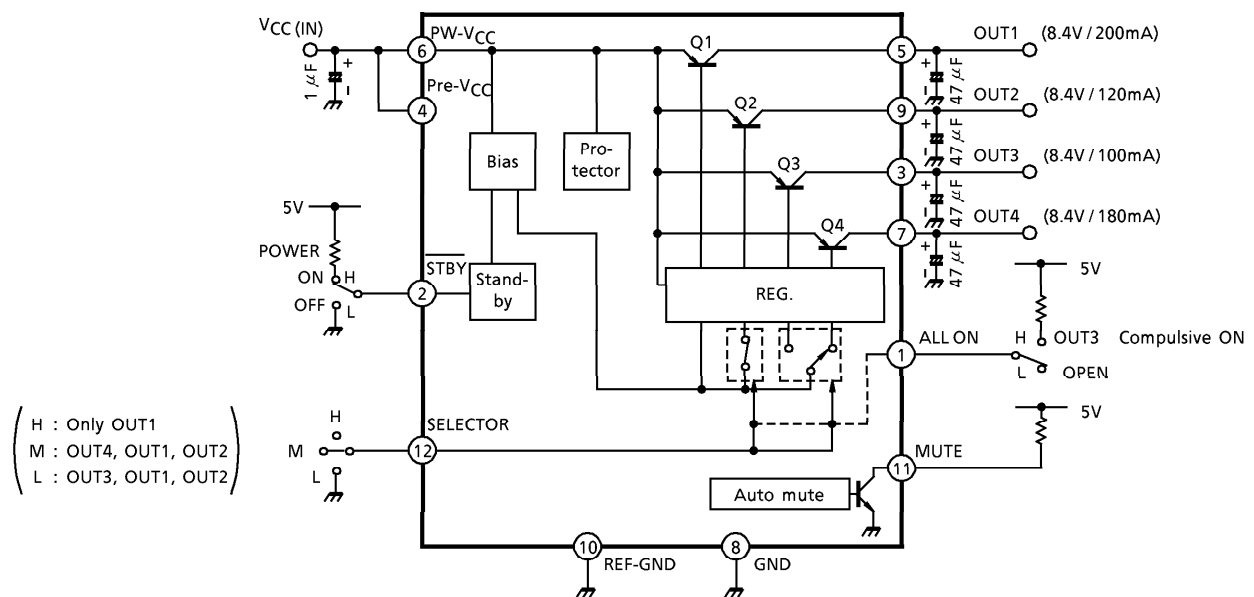 VCC (IN)
1 μF
+
6
PW-VCC
Pre-VCC
4
Q1
5
OUT1
(8.4V / 200mA)
+
47 μF
Q2
9
OUT2
(8.4V / 120mA)
+
47 μF
Bias
Pro-
tector
Q3
3
OUT3
(8.4V / 100mA)
+
47 μF
Q4
7
OUT4
(8.4V / 180mA)
+
47 μF
5V
POWER
ON
H
OFF
L
STBY
2
Stand-
by
REG.
5V
1
ALL ON
H
OUT3 Compulsive ON
L
OPEN
H : Only OUT1
M : OUT4, OUT1, OUT2
L : OUT3, OUT1, OUT2
H
M
L
SELECTOR
12
5V
MUTE
11
Auto mute
10
REF-GND
8
GND